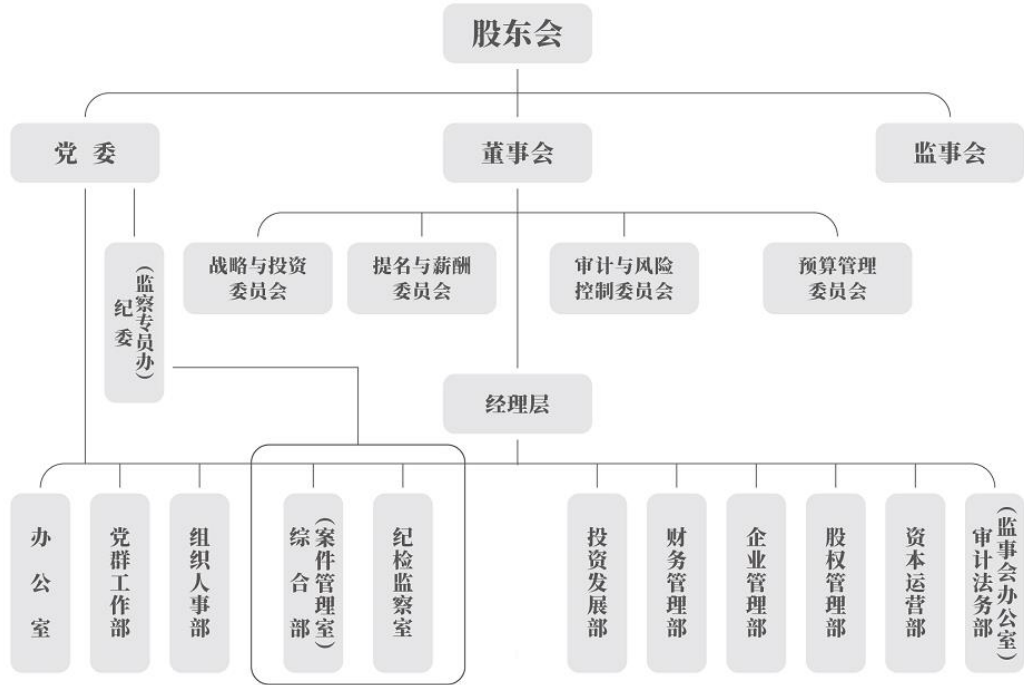 股东会
党 委
董事会
监事会
纪 委
(监察专员办)
战略与投资
委员会
提名与薪酬
委员会
审计与风险
控制委员会
预算管理
委员会
经理层
办公室
党群工作部
组织人事部
综合部
(案件管理室)
纪检监察室
投资发展部
财务管理部
企业管理部
股权管理部
资本运营部
审计法务部
(监事会办公室)